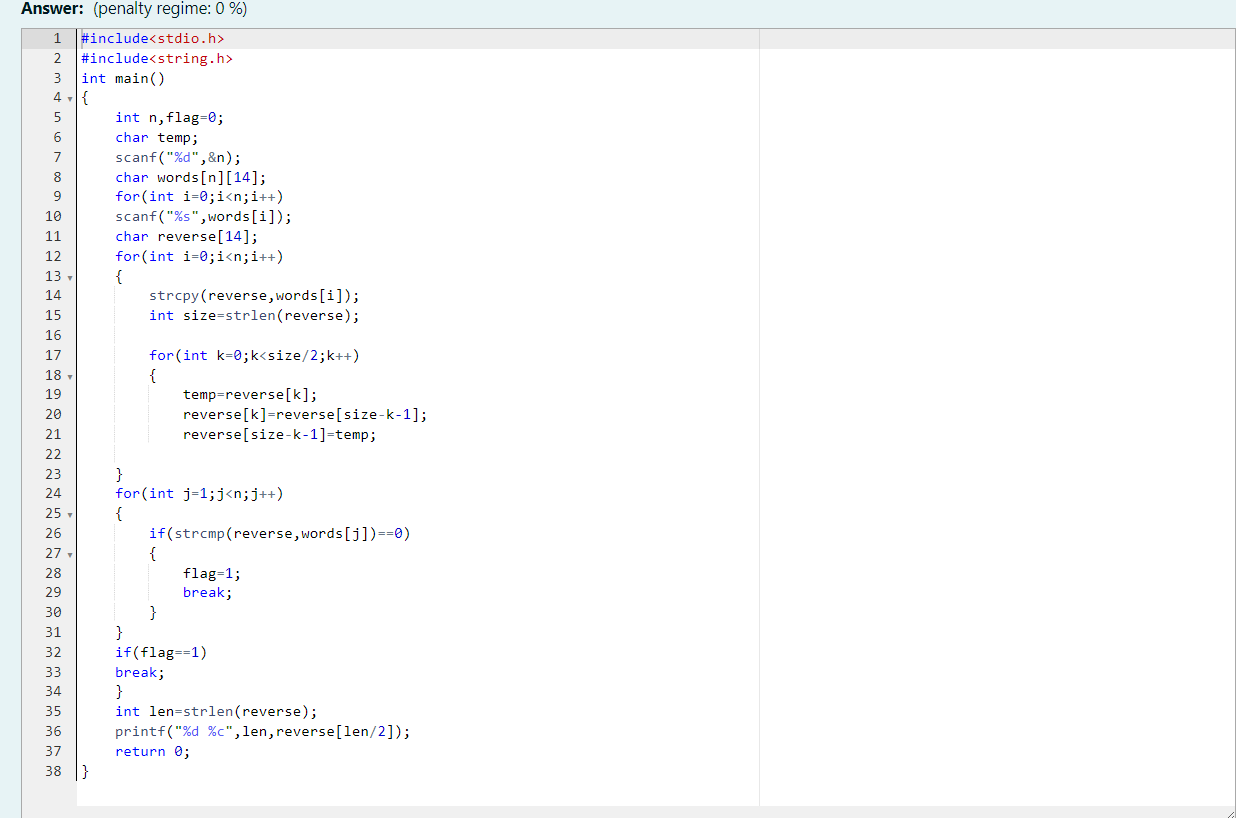 Answer: (penalty regime: 0 %)
1 #include<stdio.h>
2 #include<string.h>
3 int main()
4 {
5     int n,flag=0;
6     char temp;
7     scanf("%d",&n);
8     char words[n][14];
9     for(int i=0;i<n;i++)
10     scanf("%s",words[i]);
11     char reverse[14];
12     for(int i=0;i<n;i++)
13     {
14         strcpy(reverse,words[i]);
15         int size=strlen(reverse);
16
17         for(int k=0;k<size/2;k++)
18         {
19             temp=reverse[k];
20             reverse[k]=reverse[size-k-1];
21             reverse[size-k-1]=temp;
22
23     }
24     for(int j=1;j<n;j++)
25     {
26         if(strcmp(reverse,words[j])==0)
27         {
28             flag=1;
29             break;
30         }
31     }
32     if(flag==1)
33     break;
34     }
35     int len=strlen(reverse);
36     printf("%d %c",len,reverse[len/2]);
37     return 0;
38 }